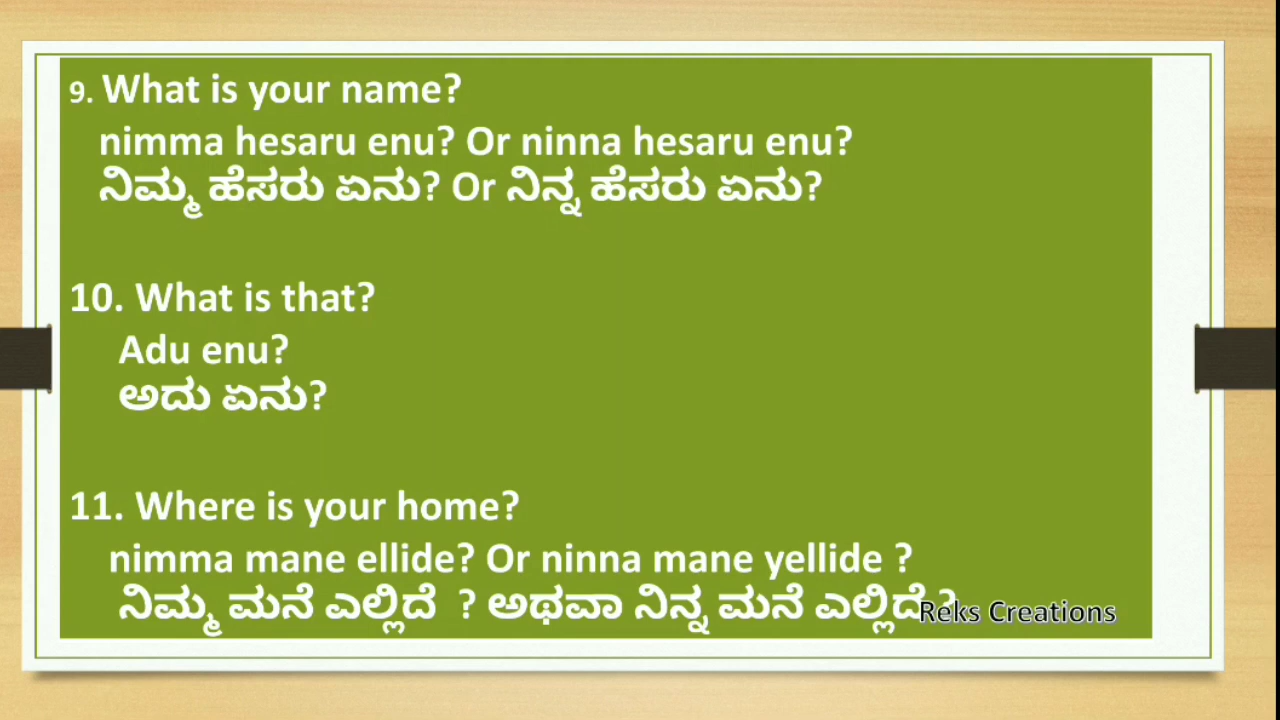 9. What is your name?
nimma hesaru enu? Or ninna hesaru enu?
ನಿಮ್ಮ ಹೆಸರು ಏನು? Or ನಿನ್ನ ಹೆಸರು ಏನು?
10. What is that?
Adu enu?
ಅದು ಏನು?
11. Where is your home?
nimma mane ellide? Or ninna mane yellide ?
ನಿಮ್ಮ ಮನೆ ಎಲ್ಲಿದೆ ? ಅಥವಾ ನಿನ್ನ ಮನೆ ಎಲ್ಲಿದೆ ?
Reks Creations